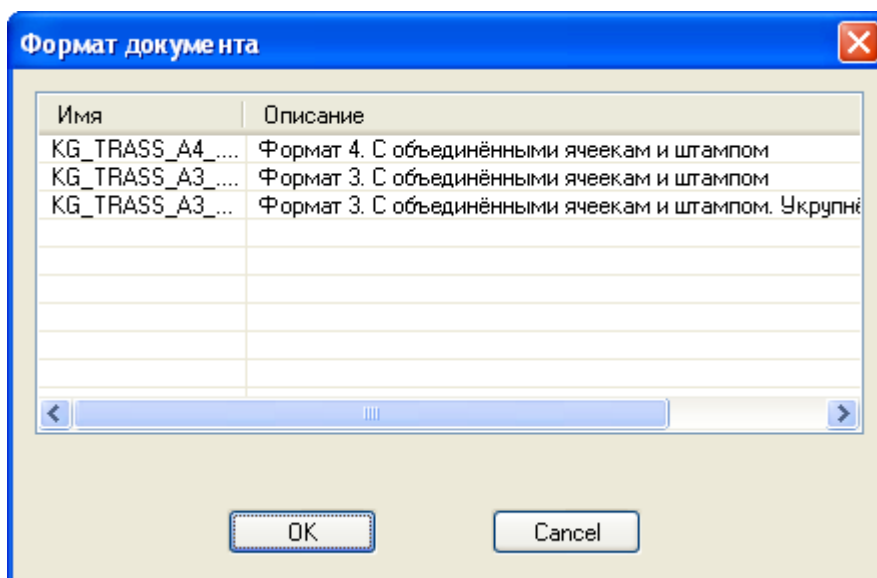 Формат документа
Имя Описание
KG_TRASS_A4_.... Формат 4. С объединёнными ячеекам и штампом
KG_TRASS_A3_.... Формат 3. С объединёнными ячеекам и штампом
KG_TRASS_A3_... Формат 3. С объединёнными ячеекам и штампом. Укрупнё
OK Cancel